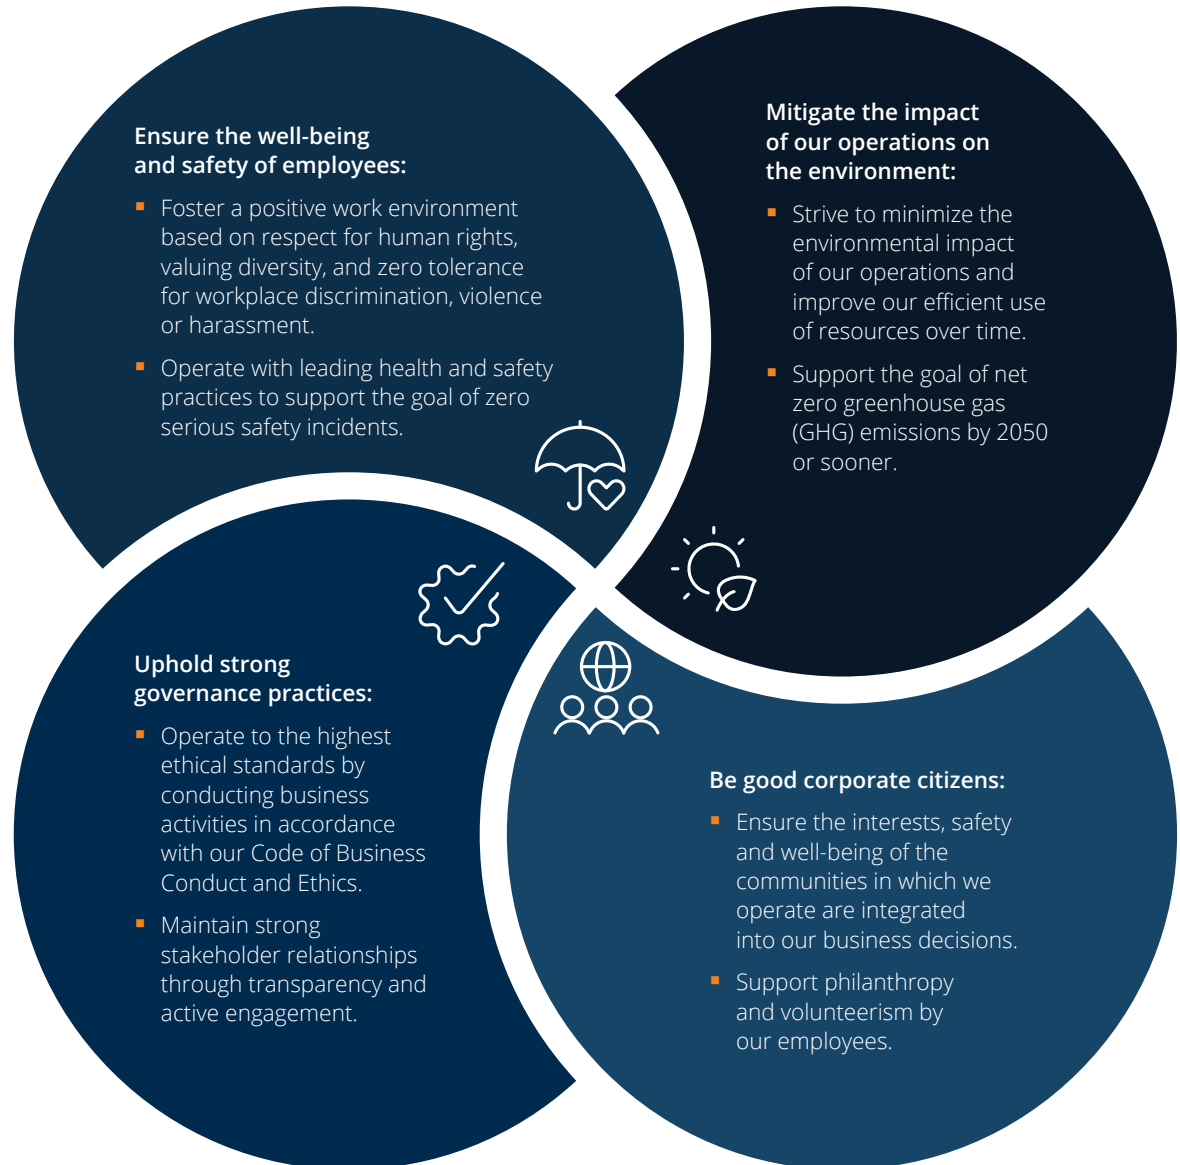 Ensure the well-being
and safety of employees:
▪ Foster a positive work environment
based on respect for human rights,
valuing diversity, and zero tolerance
for workplace discrimination, violence
or harassment.
▪ Operate with leading health and safety
practices to support the goal of zero
serious safety incidents.
Mitigate the impact
of our operations on
the environment:
▪ Strive to minimize the
environmental impact
of our operations and
improve our efficient use
of resources over time.
▪ Support the goal of net
zero greenhouse gas
(GHG) emissions by 2050
or sooner.
Uphold strong
governance practices:
▪ Operate to the highest
ethical standards by
conducting business
activities in accordance
with our Code of Business
Conduct and Ethics.
▪ Maintain strong
stakeholder relationships
through transparency and
active engagement.
Be good corporate citizens:
▪ Ensure the interests, safety
and well-being of the
communities in which we
operate are integrated
into our business decisions.
▪ Support philanthropy
and volunteerism by
our employees.